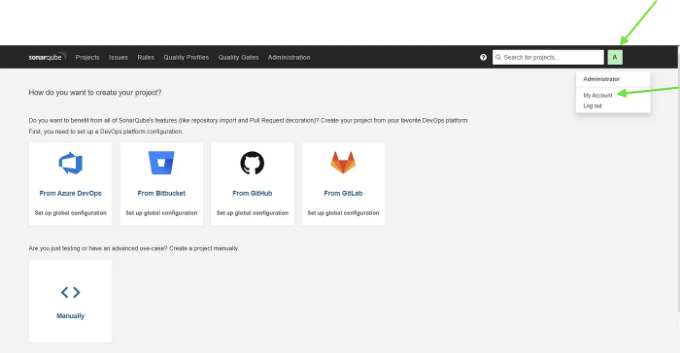 sonarqube Projects Issues Rules Quality Profiles Quality Gates Administration ? Search for projects... A
Administrator
My Account
Log out
How do you want to create your project?
Do you want to benefit from all of SonarQube's features (like repository import and Pull Request decoration)? Create your project from your favorite DevOps platform.
First, you need to set up a DevOps platform configuration.
From Azure DevOps From Bitbucket From GitHub From GitLab
Set up global configuration Set up global configuration Set up global configuration Set up global configuration
Are you just testing or have an advanced use-case? Create a project manually.
Manually